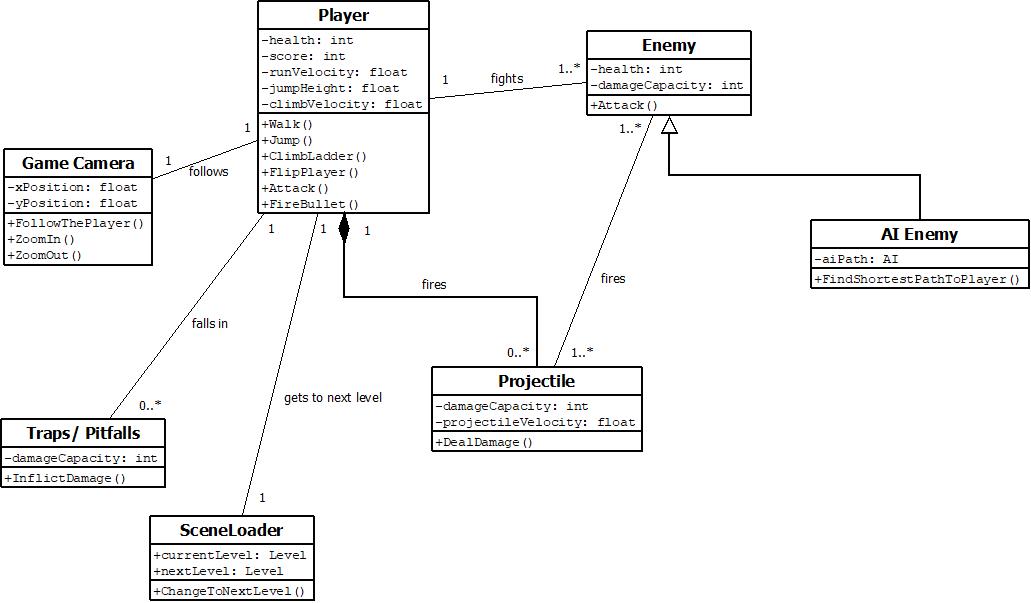 Player
-health: int
-score: int
-runVelocity: float
-jumpHeight: float
-climbVelocity: float
+Walk()
+Jump()
+ClimbLadder()
+FlipPlayer()
+Attack()
+FireBullet()
Enemy
-health: int
-damageCapacity: int
+Attack()
1
fights
1..*
1
1
follows
Game Camera
-xPosition: float
-yPosition: float
+FollowThePlayer()
+ZoomIn()
+ZoomOut()
1..*
AI Enemy
-aiPath: AI
+FindShortestPathToPlayer()
1
1
1
fires
fires
falls in
0..*
1..*
Projectile
-damageCapacity: int
-projectileVelocity: float
+DealDamage()
gets to next level
0..*
Traps/ Pitfalls
-damageCapacity: int
+InflictDamage()
1
SceneLoader
+currentLevel: Level
+nextLevel: Level
+ChangeToNextLevel()